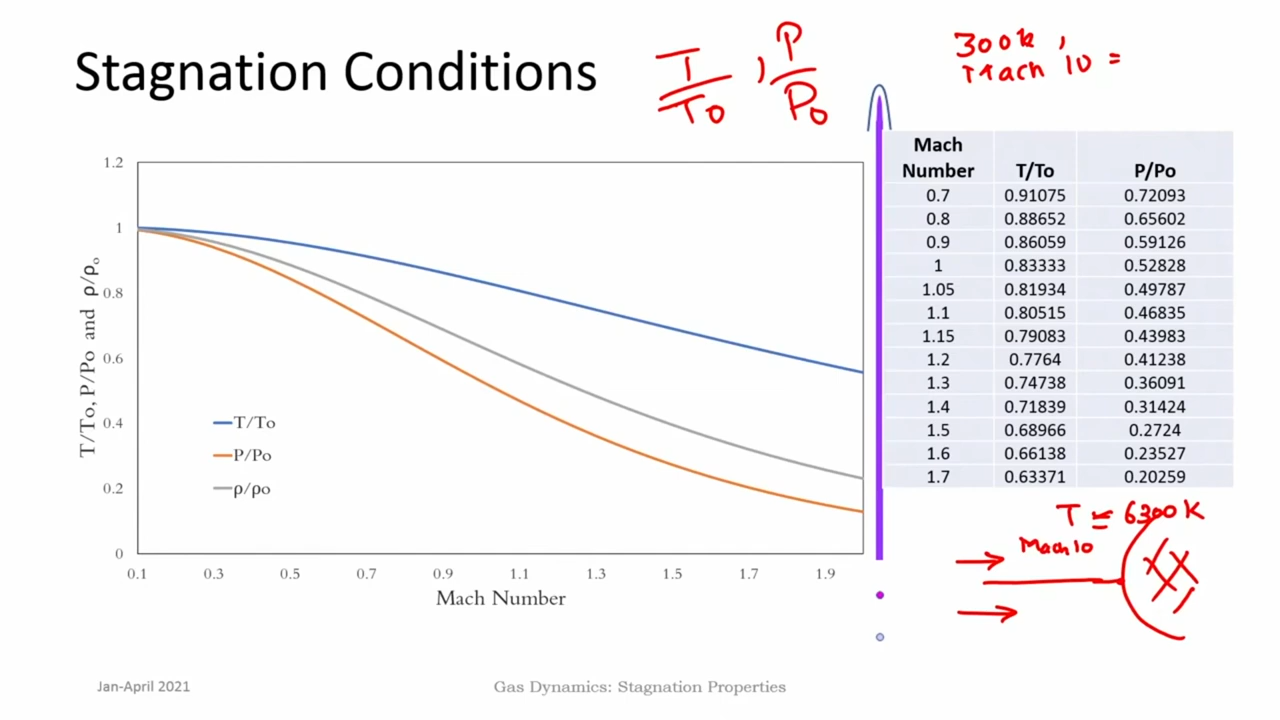 Stagnation Conditions
T/To , P/Po
300k ,
Mach 10 =
Mach Number T/To P/Po
0.7 0.91075 0.72093
0.8 0.88652 0.65602
0.9 0.86059 0.59126
1 0.83333 0.52828
1.05 0.81934 0.49787
1.1 0.80515 0.46835
1.15 0.79083 0.43983
1.2 0.7764 0.41238
1.3 0.74738 0.36091
1.4 0.71839 0.31424
1.5 0.68966 0.2724
1.6 0.66138 0.23527
1.7 0.63371 0.20259
T/To, P/Po and ρ/ρo
1.2
1
0.8
0.6
0.4
0.2
0
T/To
P/Po
ρ/ρo
0.1 0.3 0.5 0.7 0.9 1.1 1.3 1.5 1.7 1.9
Mach Number
T = 6300 K
Mach 10
Jan-April 2021
Gas Dynamics: Stagnation Properties